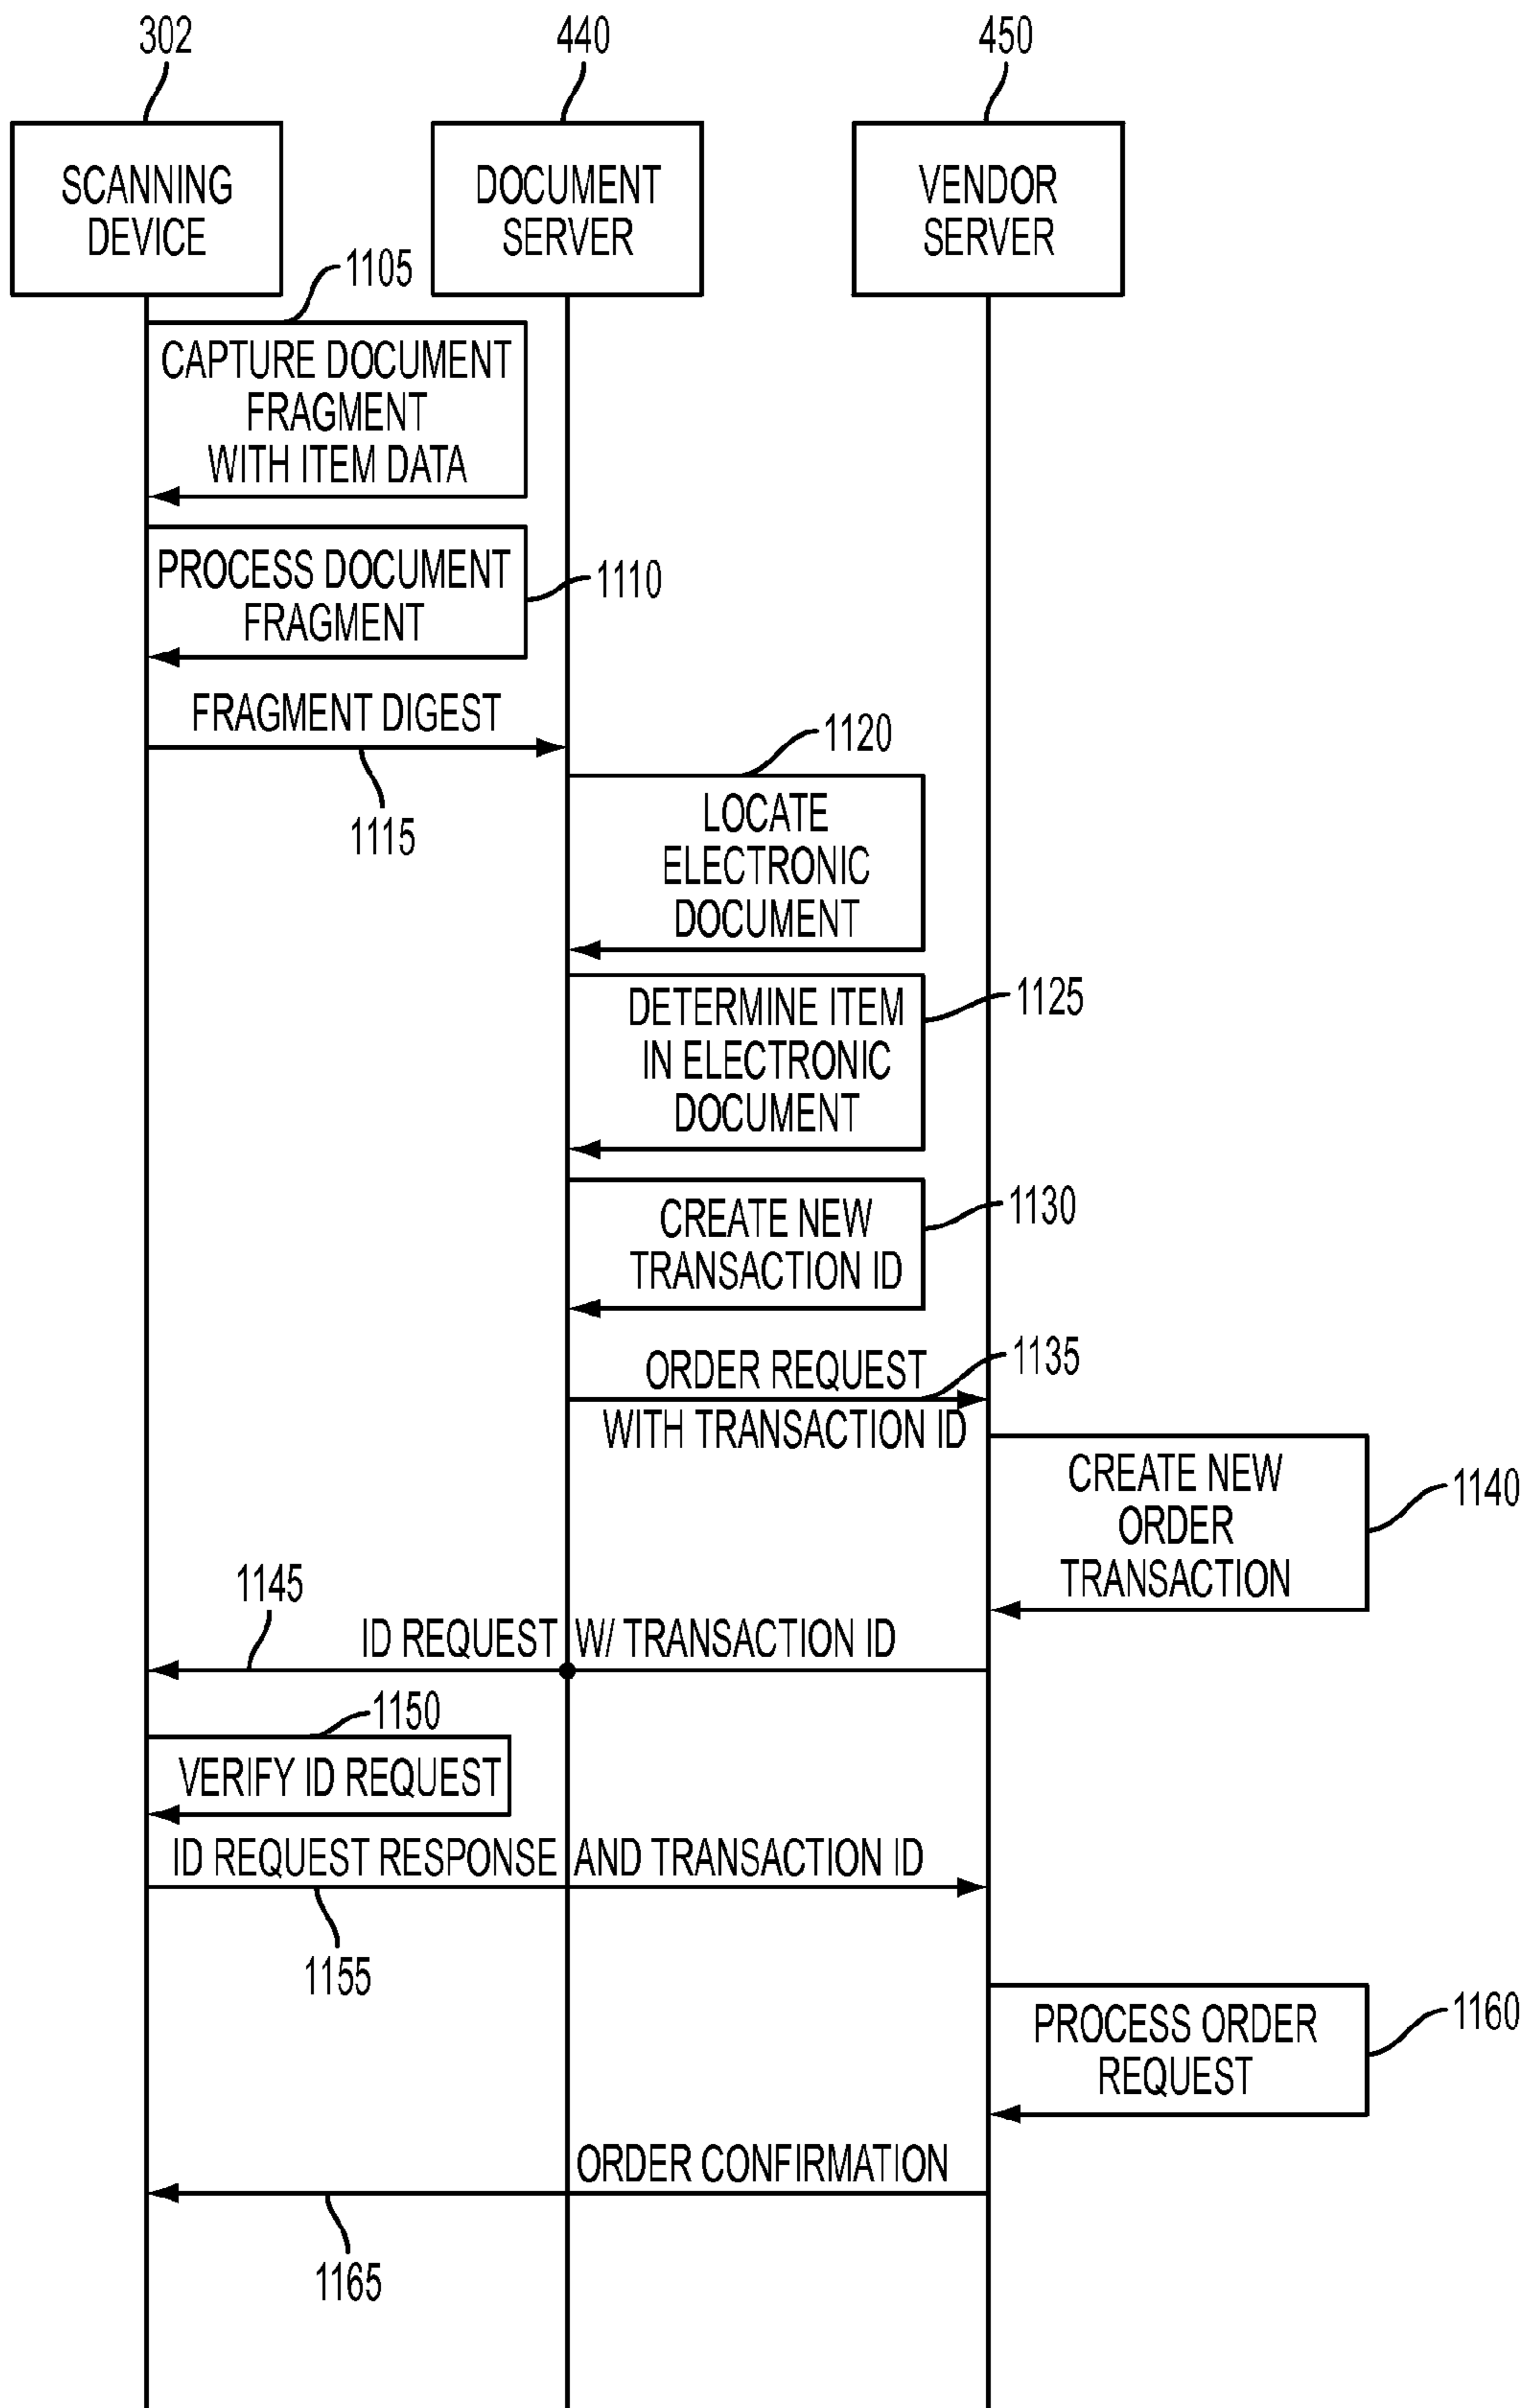 302
440
450
SCANNING
DEVICE
DOCUMENT
SERVER
VENDOR
SERVER
1105
CAPTURE DOCUMENT
FRAGMENT
WITH ITEM DATA
PROCESS DOCUMENT
FRAGMENT
1110
FRAGMENT DIGEST
1115
1120
LOCATE
ELECTRONIC
DOCUMENT
DETERMINE ITEM
IN ELECTRONIC
DOCUMENT
1125
CREATE NEW
TRANSACTION ID
1130
ORDER REQUEST
WITH TRANSACTION ID
1135
CREATE NEW
ORDER
TRANSACTION
1140
1145
ID REQUEST W/ TRANSACTION ID
1150
VERIFY ID REQUEST
ID REQUEST RESPONSE AND TRANSACTION ID
1155
PROCESS ORDER
REQUEST
1160
ORDER CONFIRMATION
1165